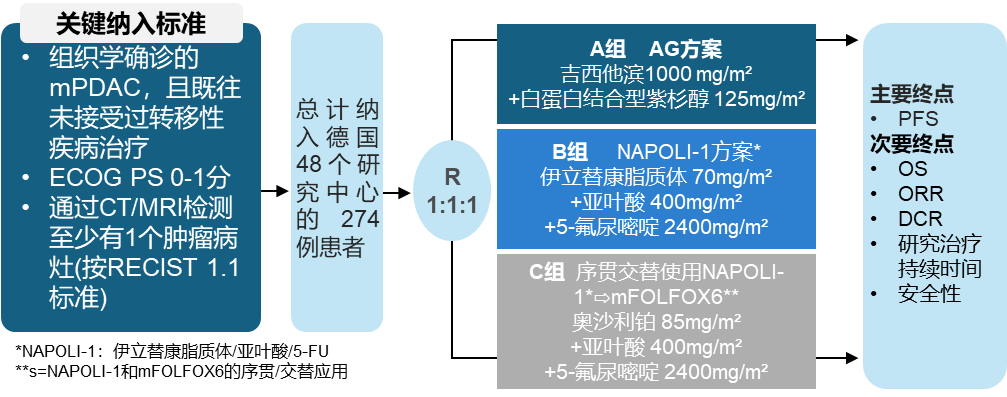 关键纳入标准
• 组织学确诊的
mPDAC，且既往
未接受过转移性
疾病治疗
• ECOG PS 0-1分
• 通过CT/MRI检测
至少有1个肿瘤病
灶(按RECIST 1.1
标准)
总计纳
入德国
48个研
究中心
的 274
例患者
R
1:1:1
A组 AG方案
吉西他滨1000 mg/m²
+白蛋白结合型紫杉醇 125mg/m²
B组 NAPOLI-1方案*
伊立替康脂质体 70mg/m²
+亚叶酸 400mg/m²
+5-氟尿嘧啶 2400mg/m²
C组 序贯交替使用NAPOLI-
1*⇨mFOLFOX6**
奥沙利铂 85mg/m²
+亚叶酸 400mg/m²
+5-氟尿嘧啶 2400mg/m²
主要终点
• PFS
次要终点
• OS
• ORR
• DCR
• 研究治疗
持续时间
• 安全性
*NAPOLI-1：伊立替康脂质体/亚叶酸/5-FU
**s=NAPOLI-1和mFOLFOX6的序贯/交替应用